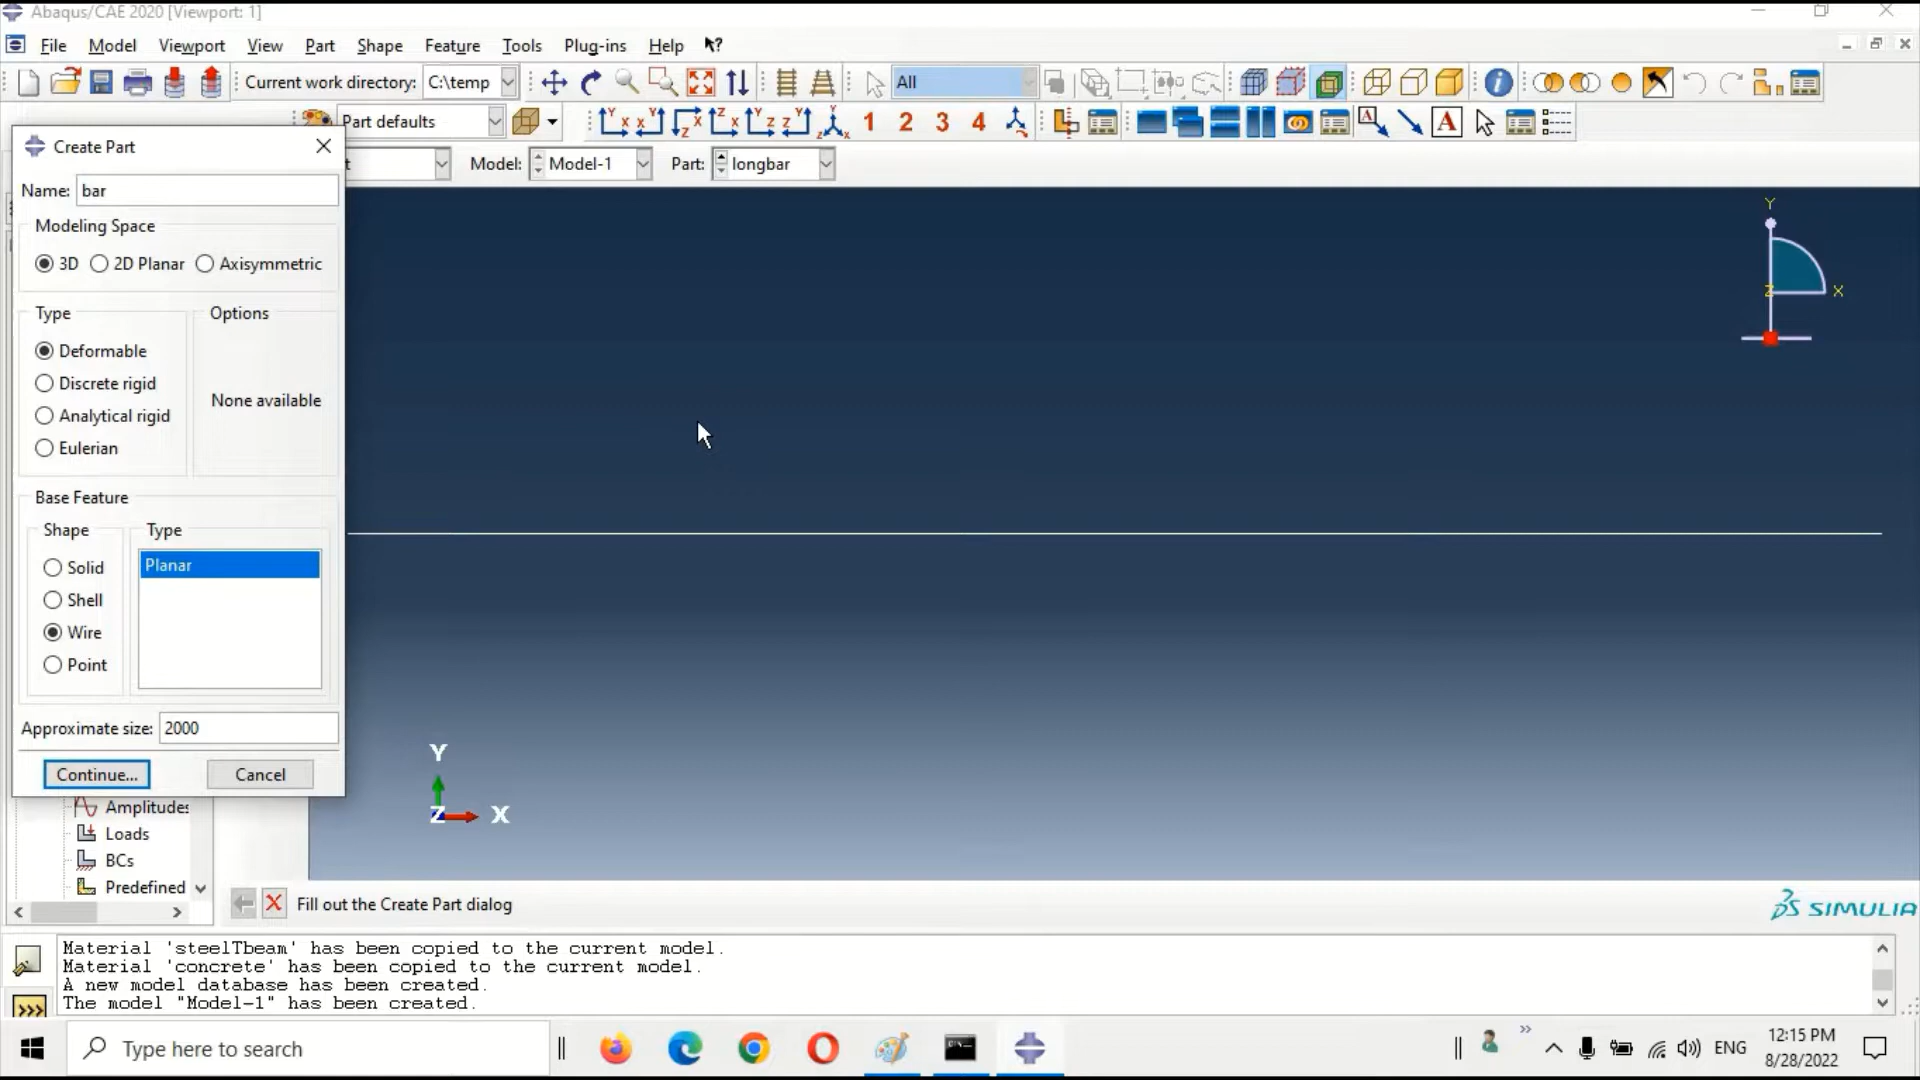 Abaqus/CAE 2020 [Viewport: 1]
File Model Viewport View Part Shape Feature Tools Plug-ins Help
Current work directory: C:\temp
All
Part defaults
1 2 3 4
A
Create Part
t
Model: Model-1
Part: longbar
Name: bar
Modeling Space
3D 2D Planar Axisymmetric
Type
Options
Deformable
Discrete rigid
Analytical rigid
Eulerian
None available
Base Feature
Shape
Type
Solid
Shell
Wire
Point
Planar
Approximate size: 2000
Continue...
Cancel
Y
Z
X
Y
Z
X
Amplitudes
Loads
BCs
Predefined
Fill out the Create Part dialog
SIMULIA
Material 'steelTbeam' has been copied to the current model.
Material 'concrete' has been copied to the current model.
A new model database has been created.
The model "Model-1" has been created.
>>>
Type here to search
ENG
12:15 PM
8/28/2022